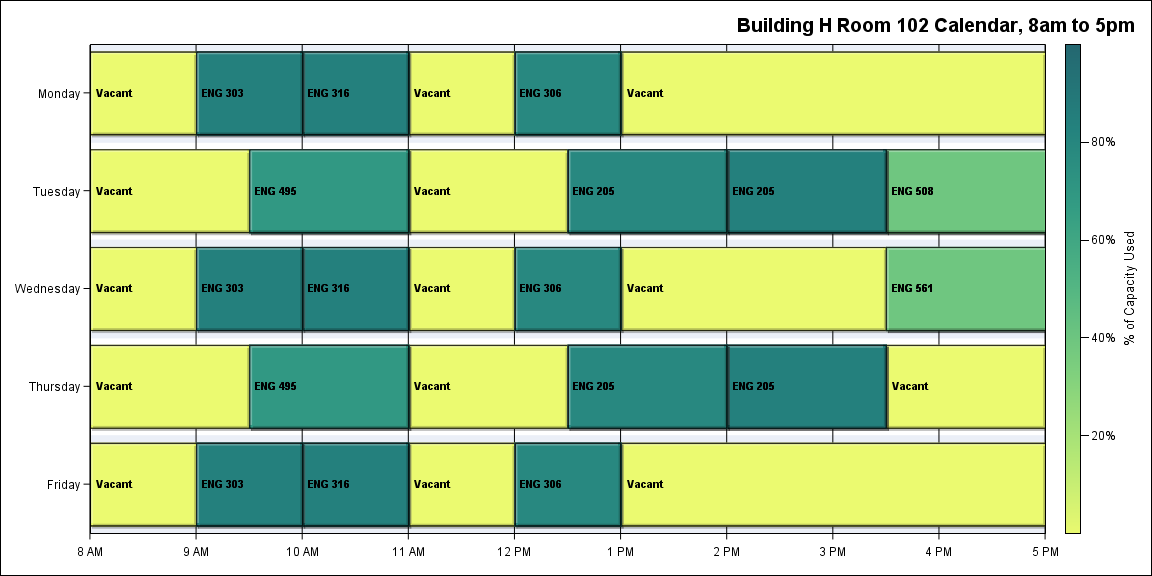 Building H Room 102 Calendar, 8am to 5pm
Monday
Vacant
ENG 303
ENG 316
Vacant
ENG 306
Vacant
Tuesday
Vacant
ENG 495
Vacant
ENG 205
ENG 205
ENG 508
Wednesday
Vacant
ENG 303
ENG 316
Vacant
ENG 306
Vacant
ENG 561
Thursday
Vacant
ENG 495
Vacant
ENG 205
ENG 205
Vacant
Friday
Vacant
ENG 303
ENG 316
Vacant
ENG 306
Vacant
8 AM
9 AM
10 AM
11 AM
12 PM
1 PM
2 PM
3 PM
4 PM
5 PM
80%
60%
40%
20%
% of Capacity Used